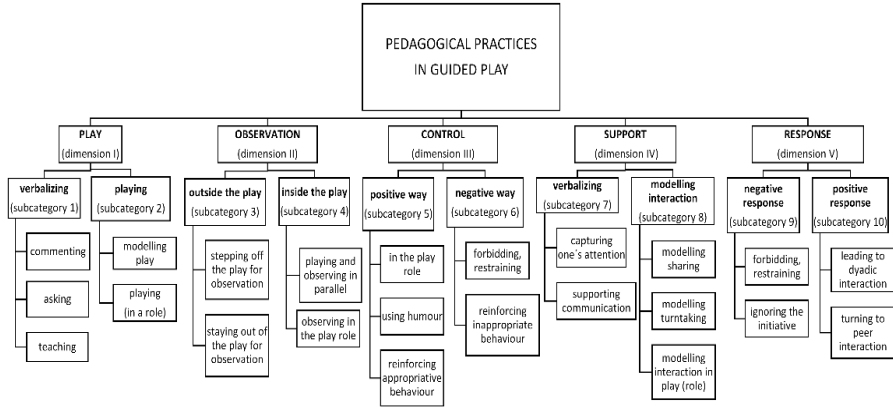 PEDAGOGICAL PRACTICES
IN GUIDED PLAY
PLAY
(dimension I)
OBSERVATION
(dimension II)
CONTROL
(dimension III)
SUPPORT
(dimension IV)
RESPONSE
(dimension V)
verbalizing
(subcategory 1)
playing
(subcategory 2)
outside the play
(subcategory 3)
inside the play
(subcategory 4)
positive way
(subcategory 5)
negative way
(subcategory 6)
verbalizing
(subcategory 7)
modelling
interaction
(subcategory 8)
negative
response
(subcategory 9)
positive
response
(subcategory 10)
commenting
asking
teaching
modelling
play
playing
(in a role)
stepping off
the play for
observation
staying out of
the play for
observation
playing and
observing in
parallel
observing in
the play role
in the play
role
using humour
reinforcing
appropriative
behaviour
forbidding,
restraining
reinforcing
inappropriate
behaviour
capturing
one´s attention
supporting
communication
modelling
sharing
modelling
turntaking
modelling
interaction in
play (role)
forbidding,
restraining
ignoring the
initiative
leading to
dyadic
interaction
turning to
peer
interaction